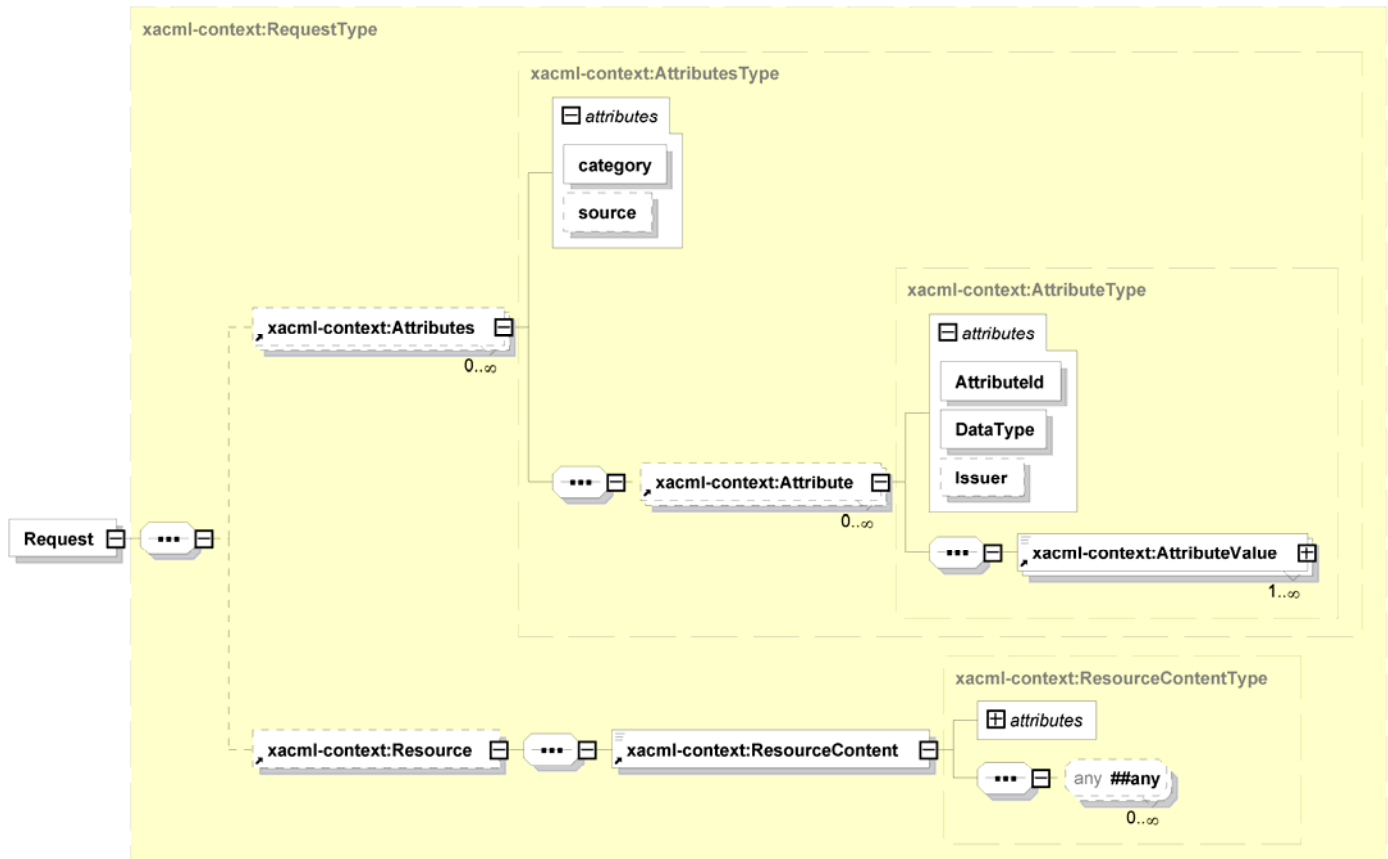 xacml-context:RequestType
xacml-context:AttributesType
attributes
category
source
xacml-context:AttributeType
xacml-context:Attributes
0..∞
attributes
AttributeId
DataType
Issuer
xacml-context:Attribute
0..∞
Request
xacml-context:AttributeValue
1..∞
xacml-context:ResourceContentType
attributes
xacml-context:Resource
xacml-context:ResourceContent
any ##any
0..∞